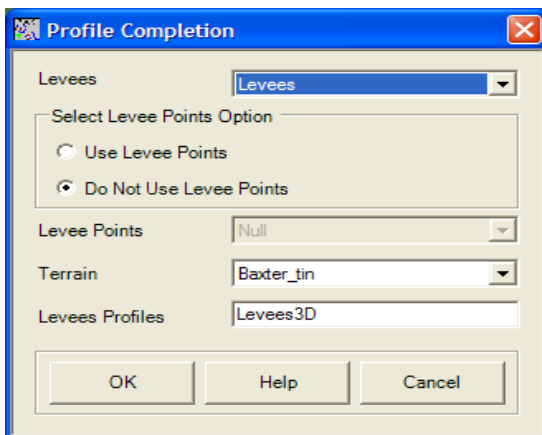 Profile Completion
Levees Levees
Select Levee Points Option
Use Levee Points
Do Not Use Levee Points
Levee Points Null
Terrain Baxter_tin
Levees Profiles Levees3D
OK Help Cancel